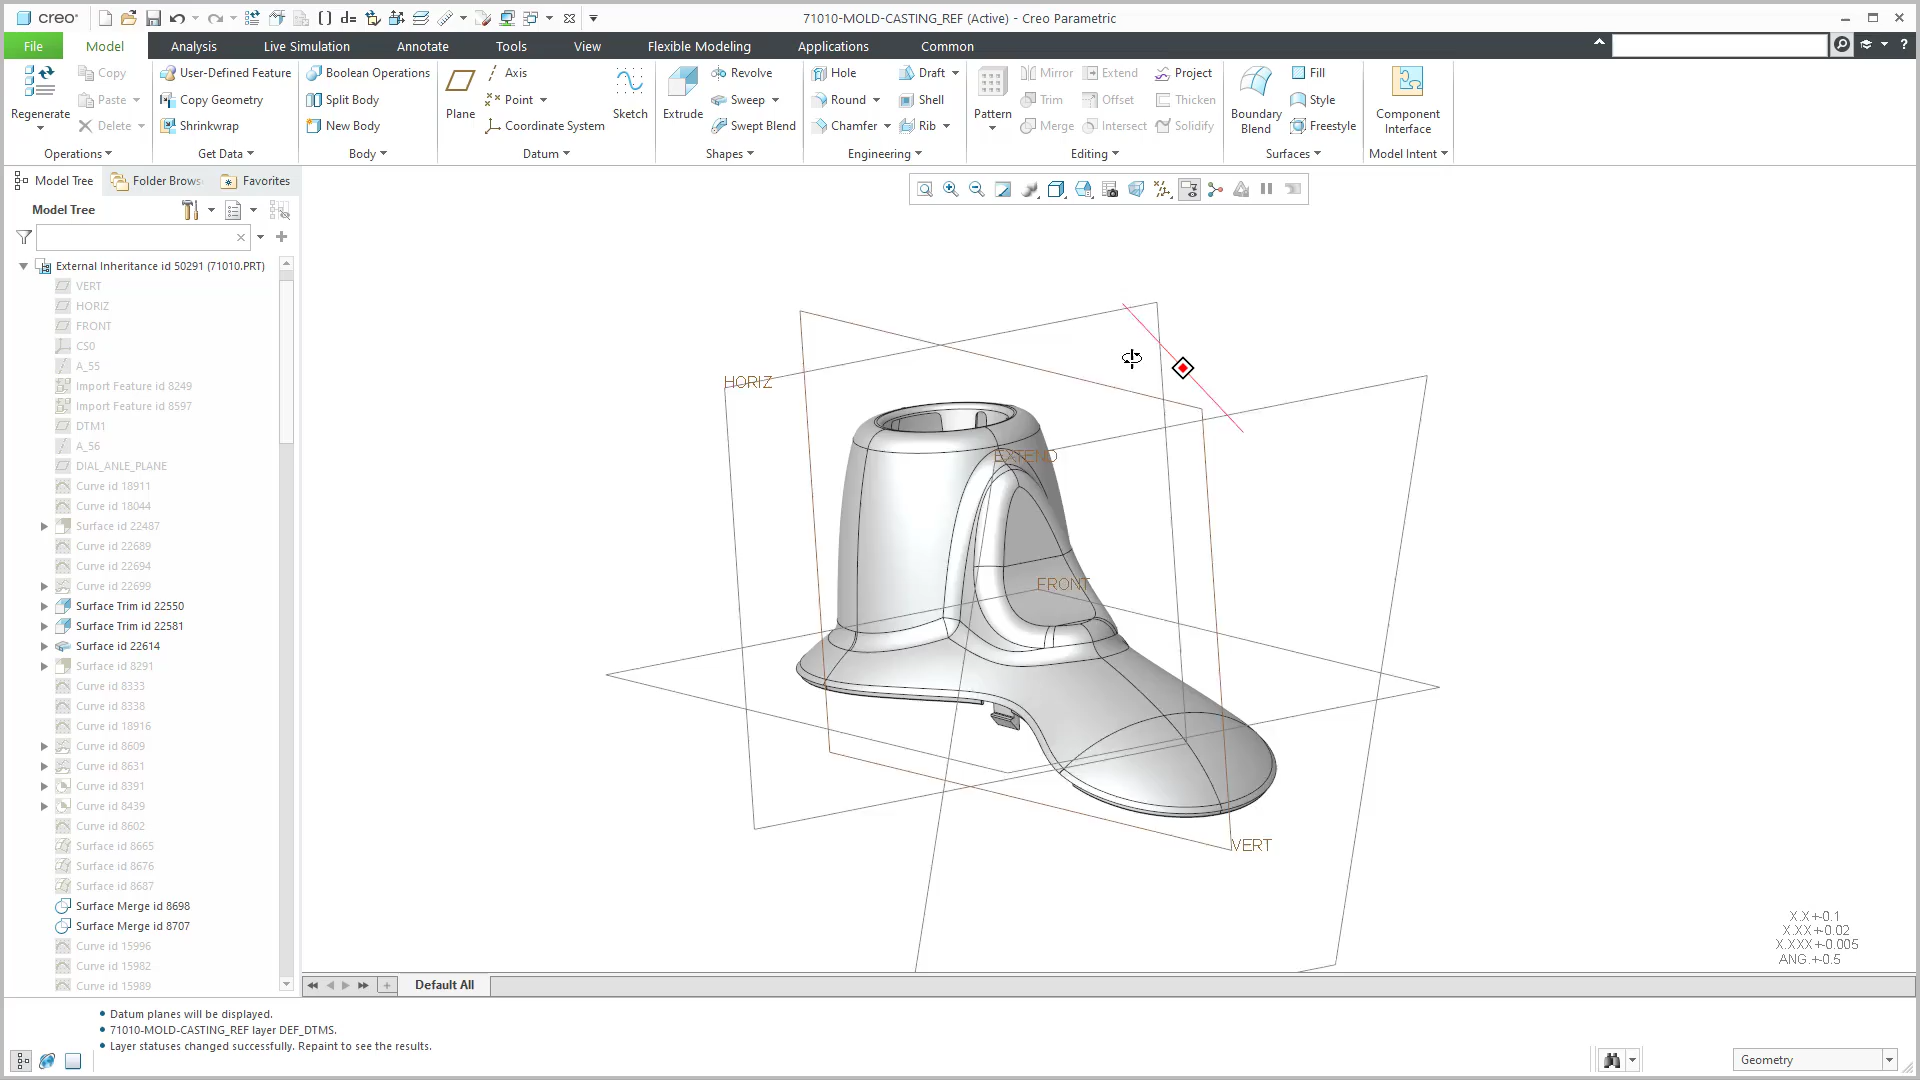 creo
71010-MOLD-CASTING_REF (Active) - Creo Parametric
File Model Analysis Live Simulation Annotate Tools View Flexible Modeling Applications Common
Regenerate
Copy
Paste
Delete
Operations
User-Defined Feature
Copy Geometry
Shrinkwrap
Get Data
Boolean Operations
Split Body
New Body
Body
Plane
Axis
Point
Coordinate System
Sketch
Datum
Extrude
Revolve
Sweep
Swept Blend
Shapes
Hole
Round
Chamfer
Draft
Shell
Rib
Engineering
Pattern
Mirror
Trim
Merge
Extend
Offset
Intersect
Project
Thicken
Solidify
Editing
Boundary
Blend
Fill
Style
Freestyle
Surfaces
Component
Interface
Model Intent
Model Tree Folder Brows Favorites
Model Tree
External Inheritance id 50291 (71010.PRT)
VERT
HORIZ
FRONT
CS0
A_55
Import Feature id 8249
Import Feature id 8597
DTM1
A_56
DIAL_ANLE_PLANE
Curve id 18911
Curve id 18044
Surface id 22487
Curve id 22689
Curve id 22694
Curve id 22699
Surface Trim id 22550
Surface Trim id 22581
Surface id 22614
Surface id 8291
Curve id 8333
Curve id 8338
Curve id 18916
Curve id 8609
Curve id 8631
Curve id 8391
Curve id 8439
Curve id 8602
Surface id 8665
Surface id 8676
Surface id 8687
Surface Merge id 8698
Surface Merge id 8707
Curve id 15996
Curve id 15982
Curve id 15989
HORIZ
EXTEND
FRONT
VERT
X.X+-0.1
X.XX+-0.02
X.XXX+-0.005
ANG.+-0.5
Default All
• Datum planes will be displayed.
• 71010-MOLD-CASTING_REF layer DEF_DTMS.
• Layer statuses changed successfully. Repaint to see the results.
Geometry